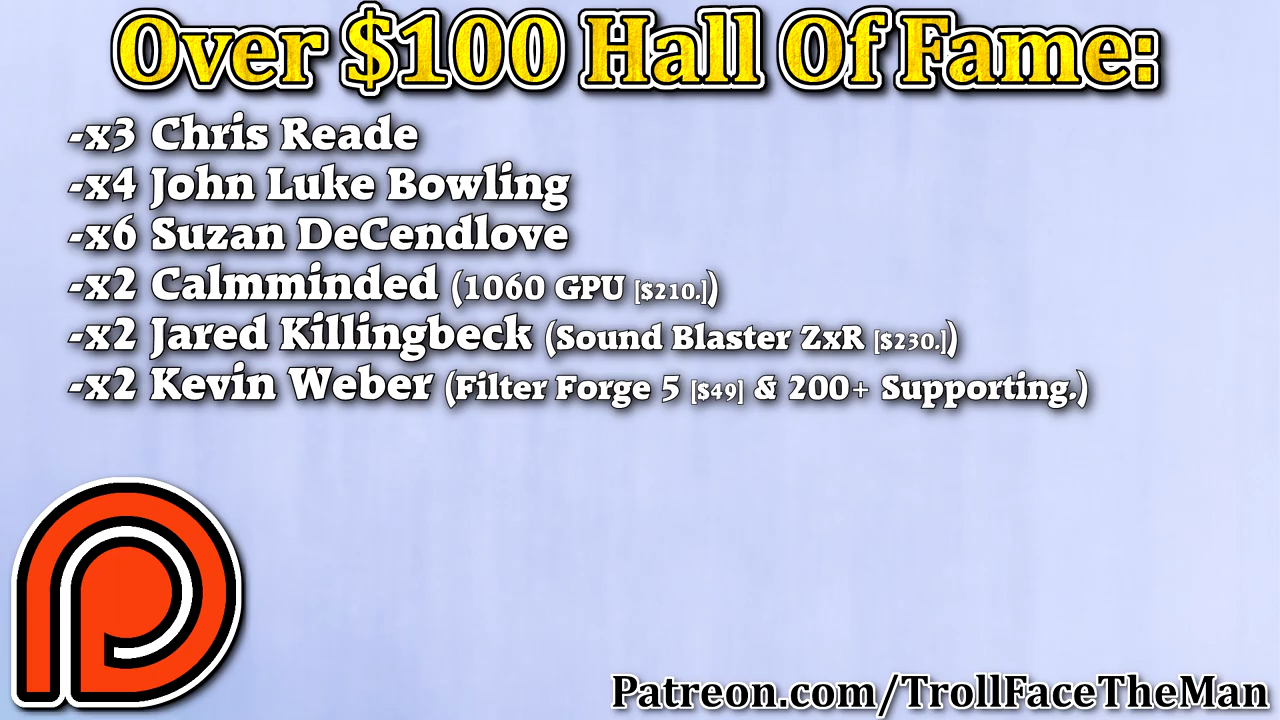 Over $100 Hall Of Fame:
-x3 Chris Reade
-x4 John Luke Bowling
-x6 Suzan DeCendlove
-x2 Calmminded (1060 GPU [$210.])
-x2 Jared Killingbeck (Sound Blaster ZxR [$230.])
-x2 Kevin Weber (Filter Forge 5 [$49] & 200+ Supporting.)
Patreon.com/TrollFaceTheMan